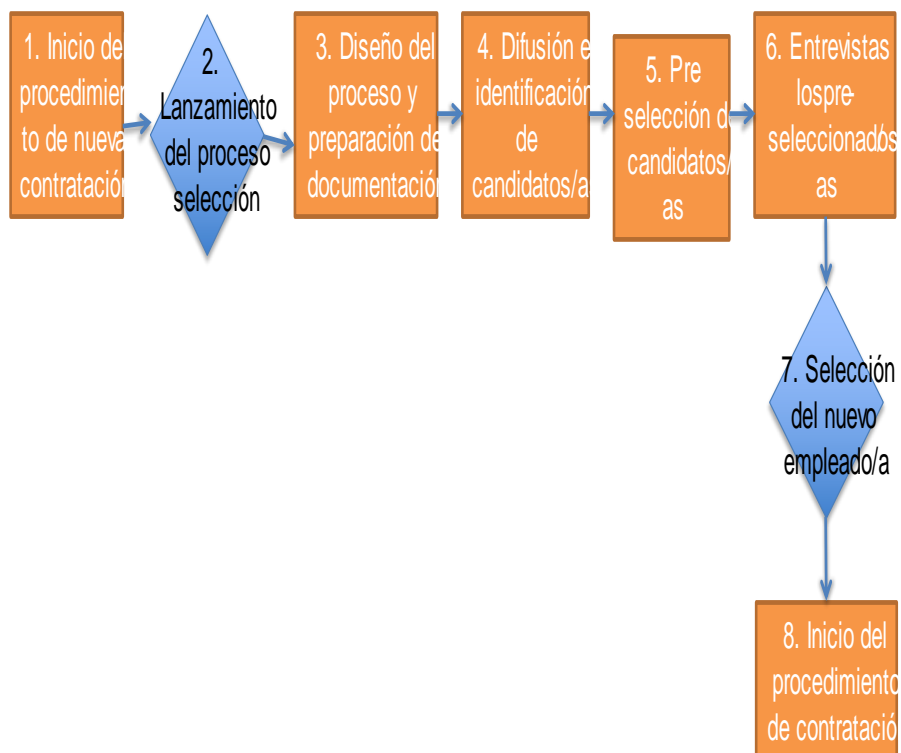 1. Inicio de
procedimien
to de nueva
contratación
2.
Lanzamiento
del proceso
selección
3. Diseño del
proceso y
preparación de
documentación
4. Difusión e
identificación
de
candidatos/as
5. Pre
selección d
candidatos/
as
6. Entrevistas
lospre-
seleccionados/
as
7. Selección
del nuevo
empleado/a
8. Inicio del
procedimiento
de contratació